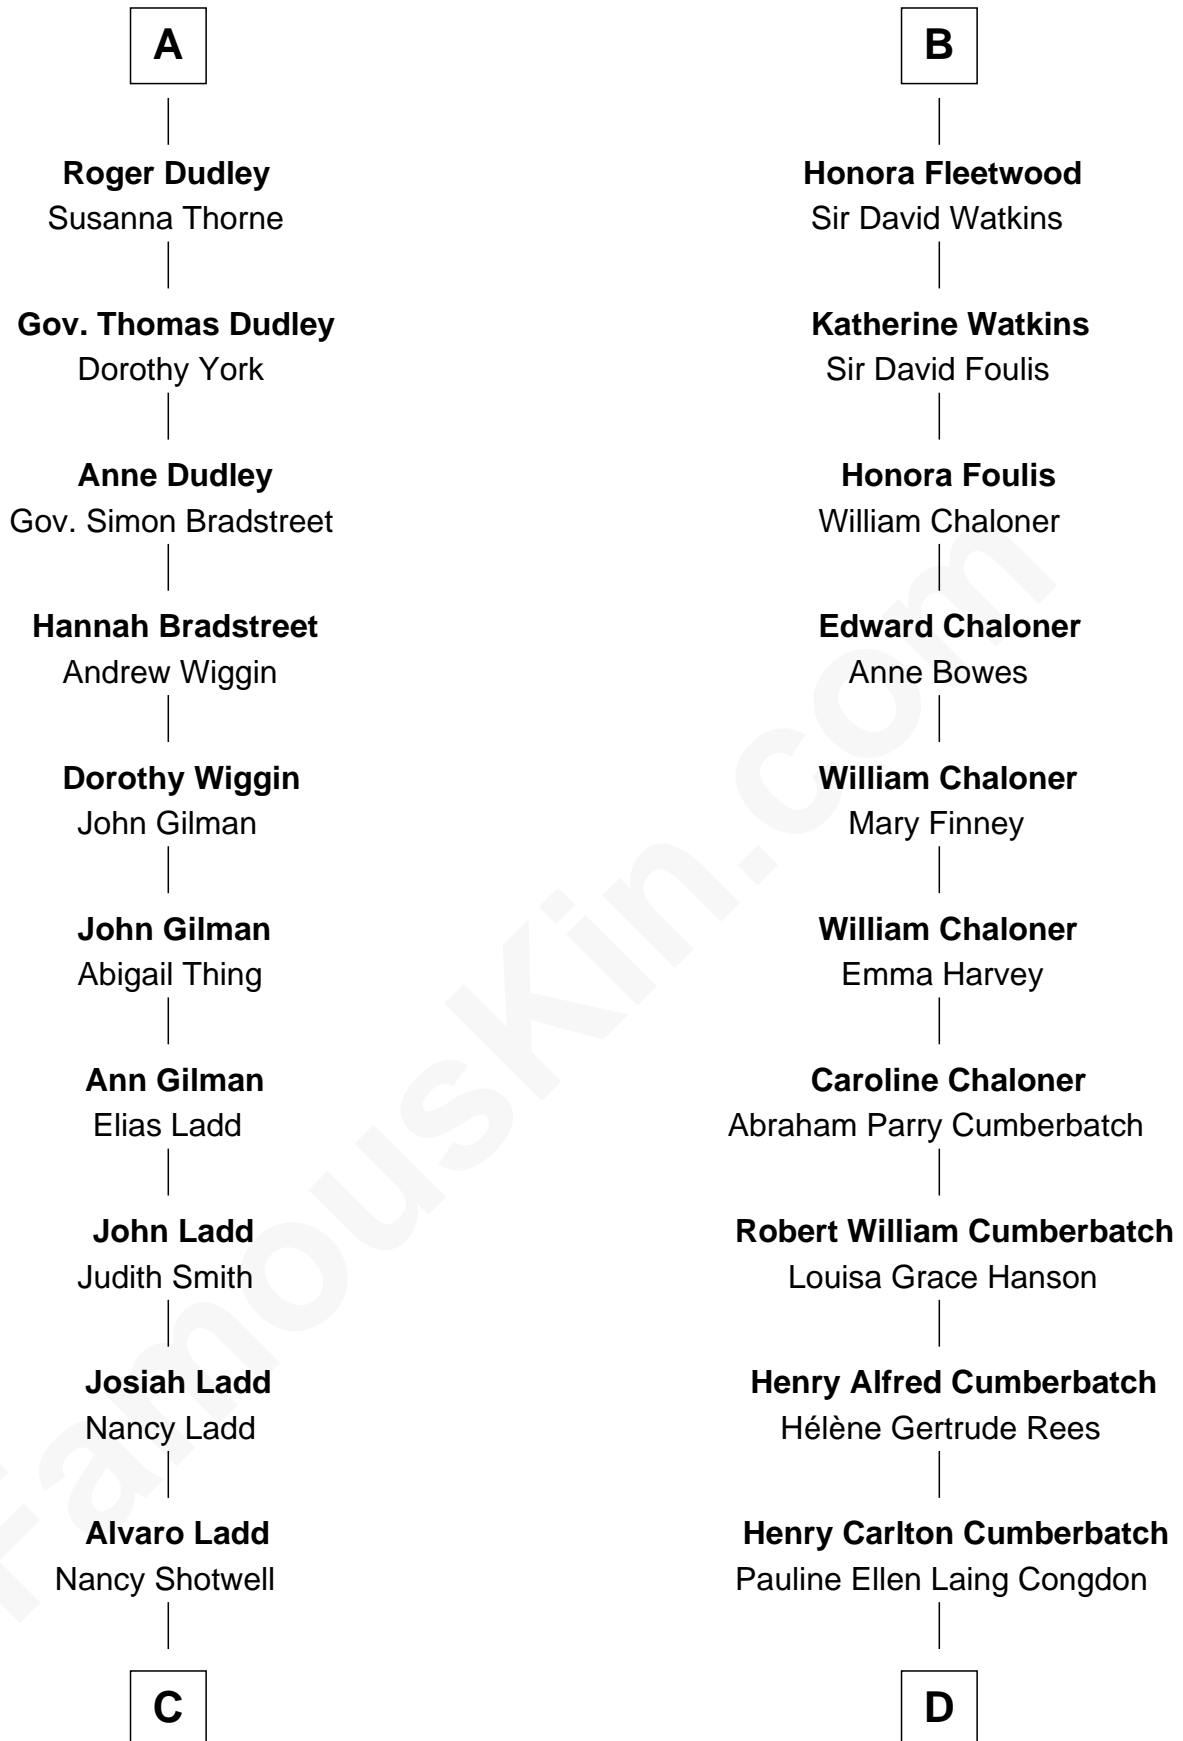 A
Roger Dudley
Susanna Thorne
Gov. Thomas Dudley
Dorothy York
Anne Dudley
Gov. Simon Bradstreet
Hannah Bradstreet
Andrew Wiggin
Dorothy Wiggin
John Gilman
John Gilman
Abigail Thing
Ann Gilman
Elias Ladd
John Ladd
Judith Smith
Josiah Ladd
Nancy Ladd
Alvaro Ladd
Nancy Shotwell
C
B
Honora Fleetwood
Sir David Watkins
Katherine Watkins
Sir David Foulis
Honora Foulis
William Chaloner
Edward Chaloner
Anne Bowes
William Chaloner
Mary Finney
William Chaloner
Emma Harvey
Caroline Chaloner
Abraham Parry Cumberbatch
Robert William Cumberbatch
Louisa Grace Hanson
Henry Alfred Cumberbatch
Hélène Gertrude Rees
Henry Carlton Cumberbatch
Pauline Ellen Laing Congdon
D
FamousKin.com